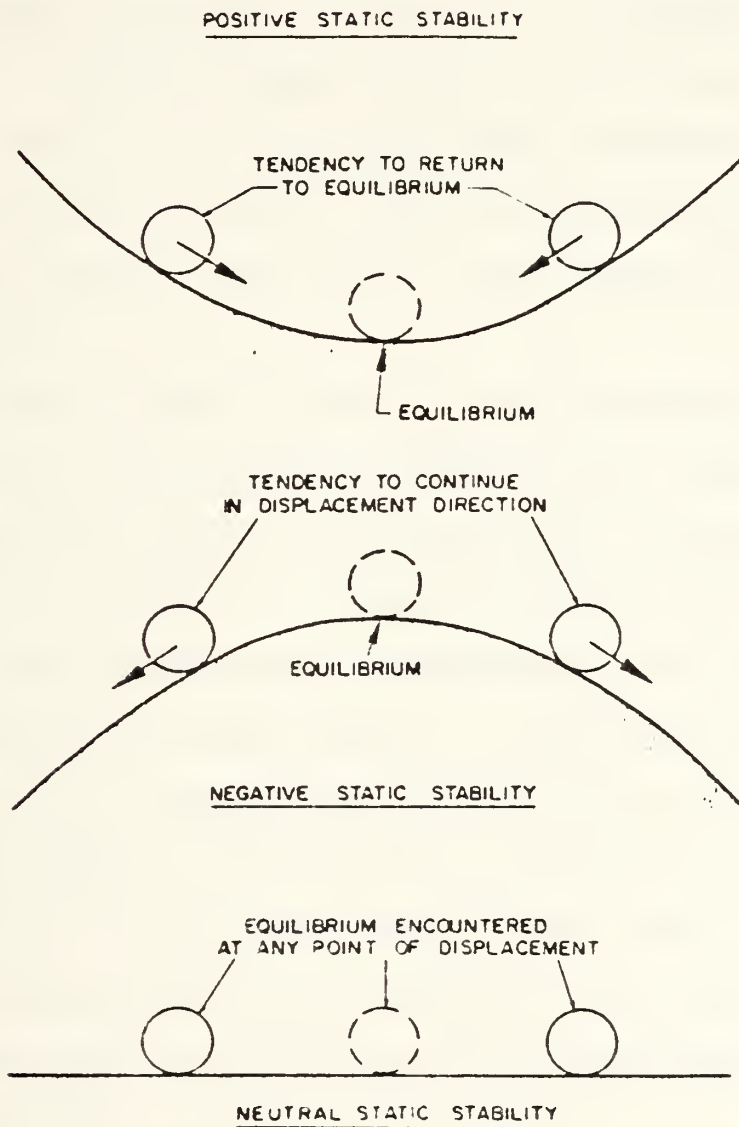 POSITIVE STATIC STABILITY
TENDENCY TO RETURN
TO EQUILIBRIUM
EQUILIBRIUM
TENDENCY TO CONTINUE
IN DISPLACEMENT DIRECTION
EQUILIBRIUM
NEGATIVE STATIC STABILITY
EQUILIBRIUM ENCOUNTERED
AT ANY POINT OF DISPLACEMENT
NEUTRAL STATIC STABILITY